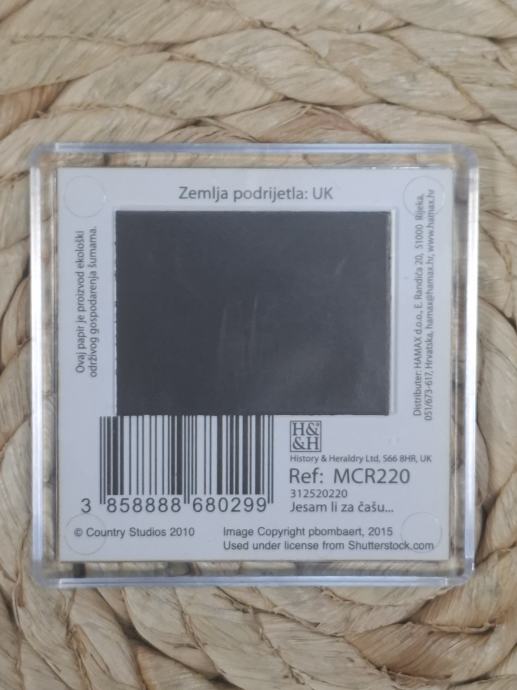 Zemlja podrijetla: UK
Ovaj papir je proizvod ekološki
održivog gospodarenja šumama.
Distributer: HAMAX d.o.o., E. Randića 20, 51000 Rijeka,
051/673-617, Hrvatska, hamax@hamax.hr, www.hamax.hr
H&
&H
History & Heraldry Ltd, S66 8HR, UK
Ref: MCR220
312520220
Jesam li za čašu...
3 858888 680299
© Country Studios 2010
Image Copyright pbombaert, 2015
Used under license from Shutterstock.com